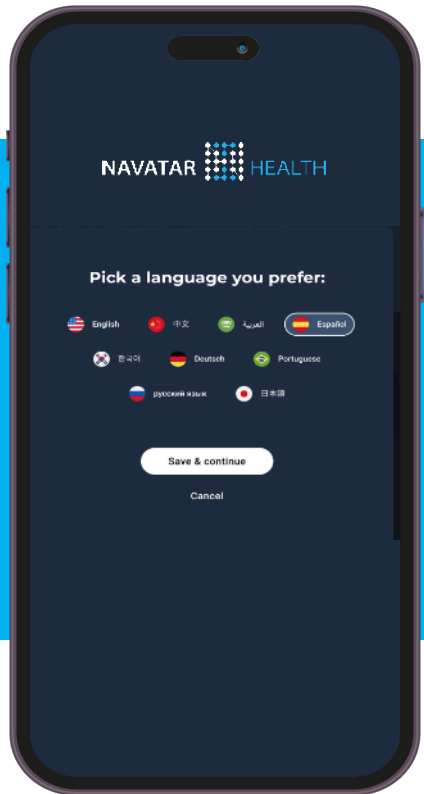 NAVATAR HEALTH
Pick a language you prefer:
English 中文 العربية Español
한국어 Deutsch Portuguese
русский язык 日本語
Save & continue
Cancel